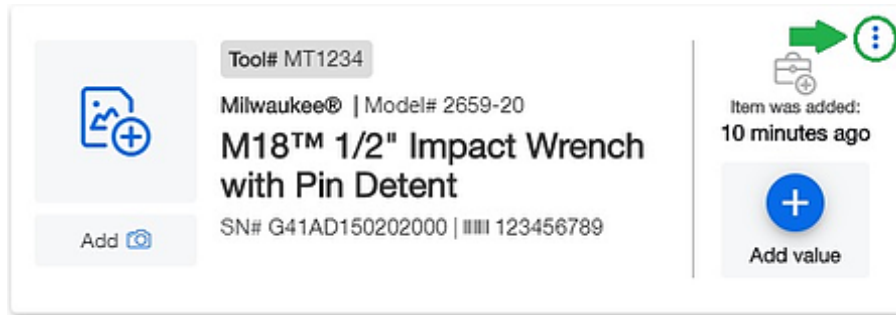 Tool# MT1234
Milwaukee® | Model# 2659-20
M18™ 1/2" Impact Wrench
with Pin Detent
SN# G41AD150202000 | 123456789
Add
Item was added:
10 minutes ago
Add value